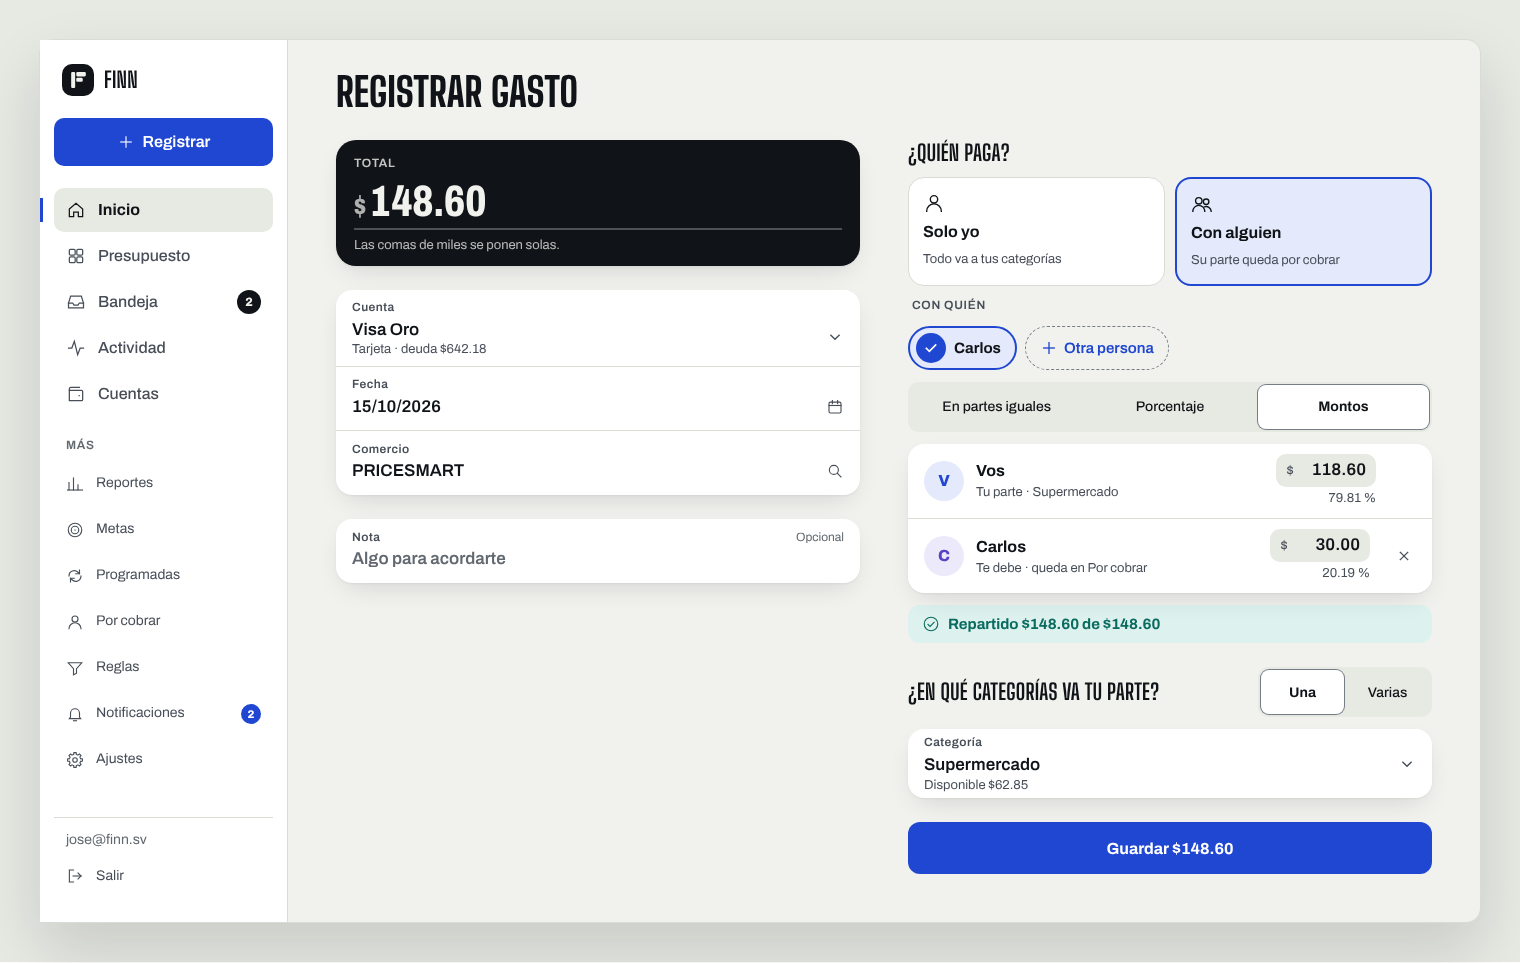 FINN
Registrar
Inicio
Presupuesto
Bandeja 2
Actividad
Cuentas
MÁS
Reportes
Metas
Programadas
Por cobrar
Reglas
Notificaciones 2
Ajustes
jose@finn.sv
Salir
REGISTRAR GASTO
TOTAL
$ 148.60
Las comas de miles se ponen solas.
Cuenta
Visa Oro
Tarjeta · deuda $642.18
Fecha
15/10/2026
Comercio
PRICESMART
Nota Opcional
Algo para acordarte
¿QUIÉN PAGA?
Solo yo
Todo va a tus categorías
Con alguien
Su parte queda por cobrar
CON QUIÉN
Carlos
Otra persona
En partes iguales Porcentaje Montos
V
Vos
Tu parte · Supermercado
$ 118.60
79.81 %
C
Carlos
Te debe · queda en Por cobrar
$ 30.00
20.19 %
Repartido $148.60 de $148.60
¿EN QUÉ CATEGORÍAS VA TU PARTE?
Una Varias
Categoría
Supermercado
Disponible $62.85
Guardar $148.60